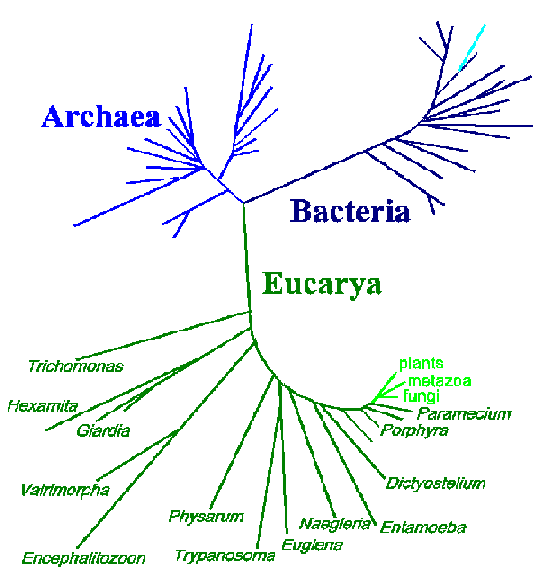 Archaea
Bacteria
Eucarya
plants
metazoa
fungi
Trichomonas
Paramecium
Hexamita
Porphyra
Giardia
Dictyostelium
Vairimorpha
Physarum
Naegleria
Entamoeba
Euglena
Trypanosoma
Encephalitozoon